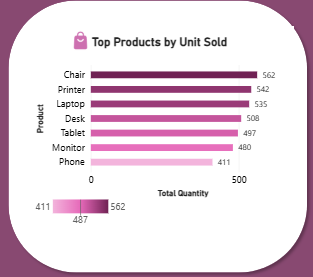 Top Products by Unit Sold
Product
Chair 562
Printer 542
Laptop 535
Desk 508
Tablet 497
Monitor 480
Phone 411
0 500
Total Quantity
411 562
487